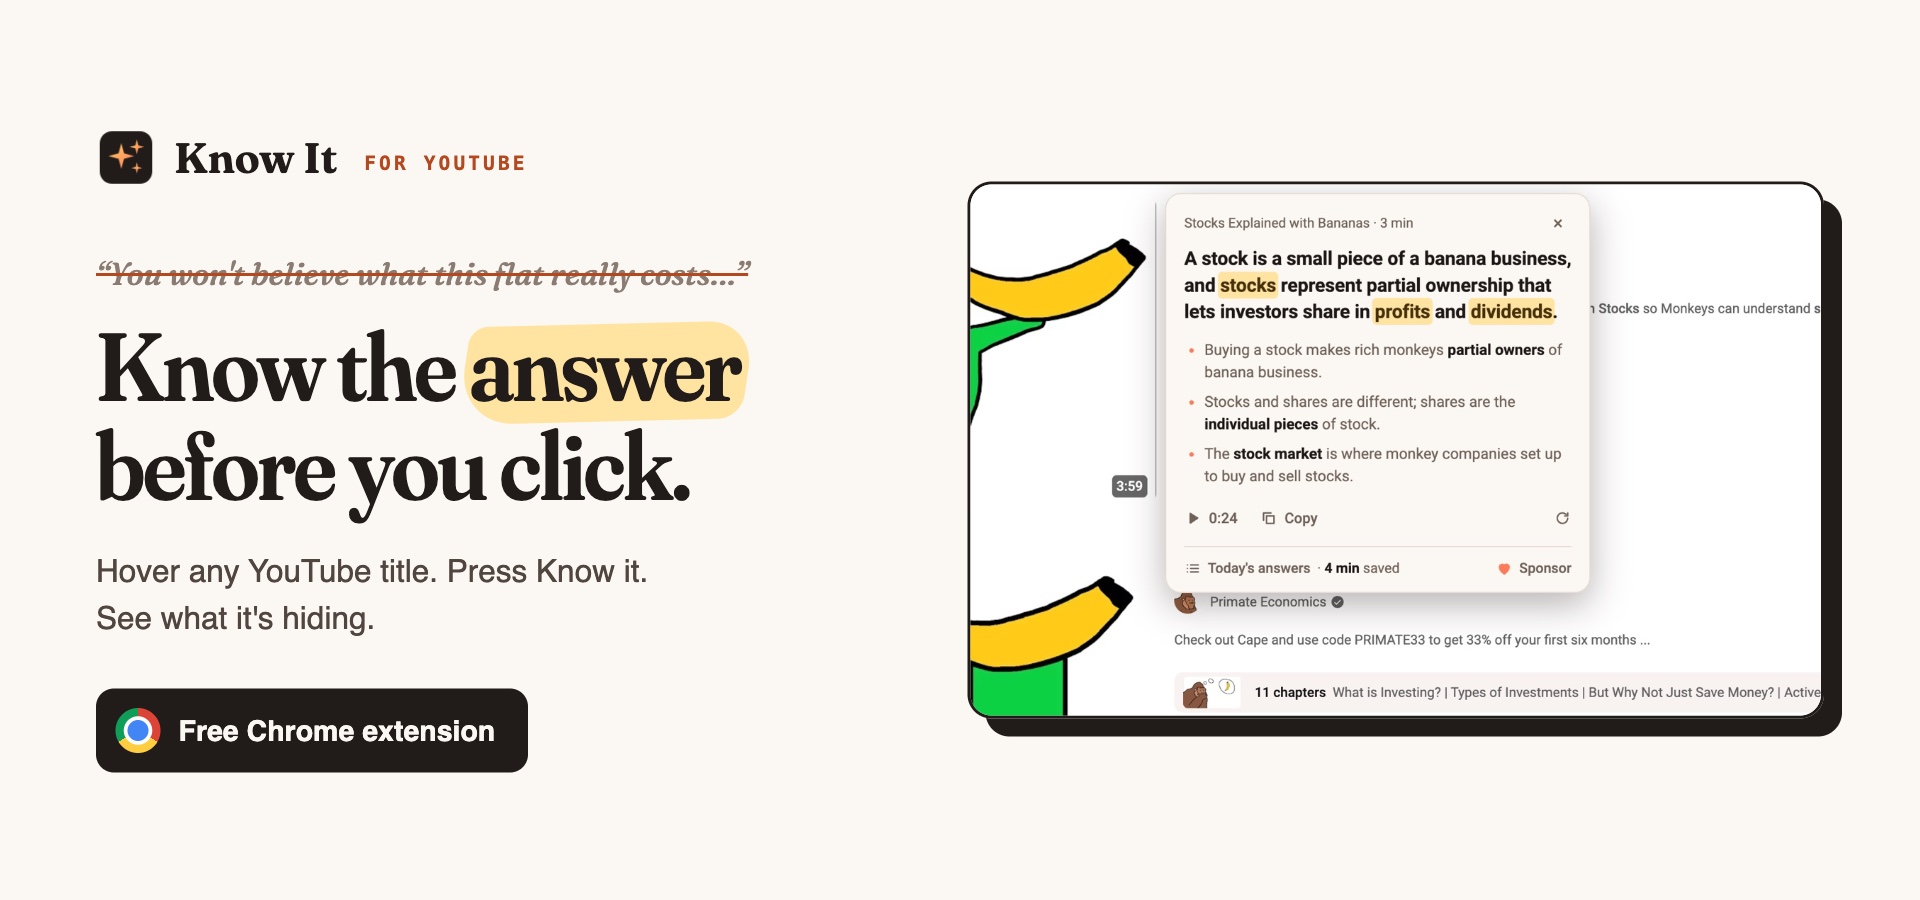 Know It FOR YOUTUBE
“You won't believe what this flat really costs...”
Know the answer
before you click.
Hover any YouTube title. Press Know it.
See what it's hiding.
Free Chrome extension
Stocks Explained with Bananas · 3 min
A stock is a small piece of a banana business,
and stocks represent partial ownership that
lets investors share in profits and dividends.
Stocks so Monkeys can understand
• Buying a stock makes rich monkeys partial owners of
banana business.
• Stocks and shares are different; shares are the
individual pieces of stock.
• The stock market is where monkey companies set up
to buy and sell stocks.
3:59
0:24 Copy
Today's answers · 4 min saved Sponsor
Primate Economics
Check out Cape and use code PRIMATE33 to get 33% off your first six months ...
11 chapters What is Investing? | Types of Investments | But Why Not Just Save Money? | Active